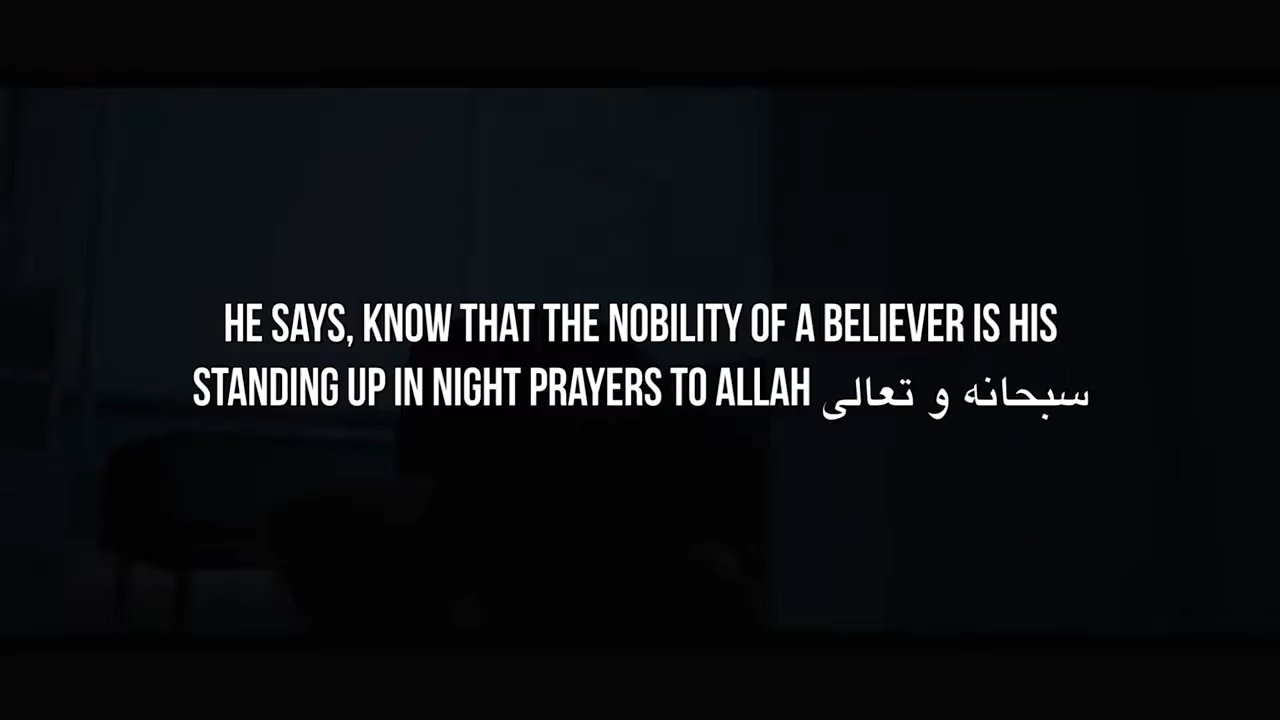 HE SAYS, KNOW THAT THE NOBILITY OF A BELIEVER IS HIS
STANDING UP IN NIGHT PRAYERS TO ALLAH سبحانه و تعالى